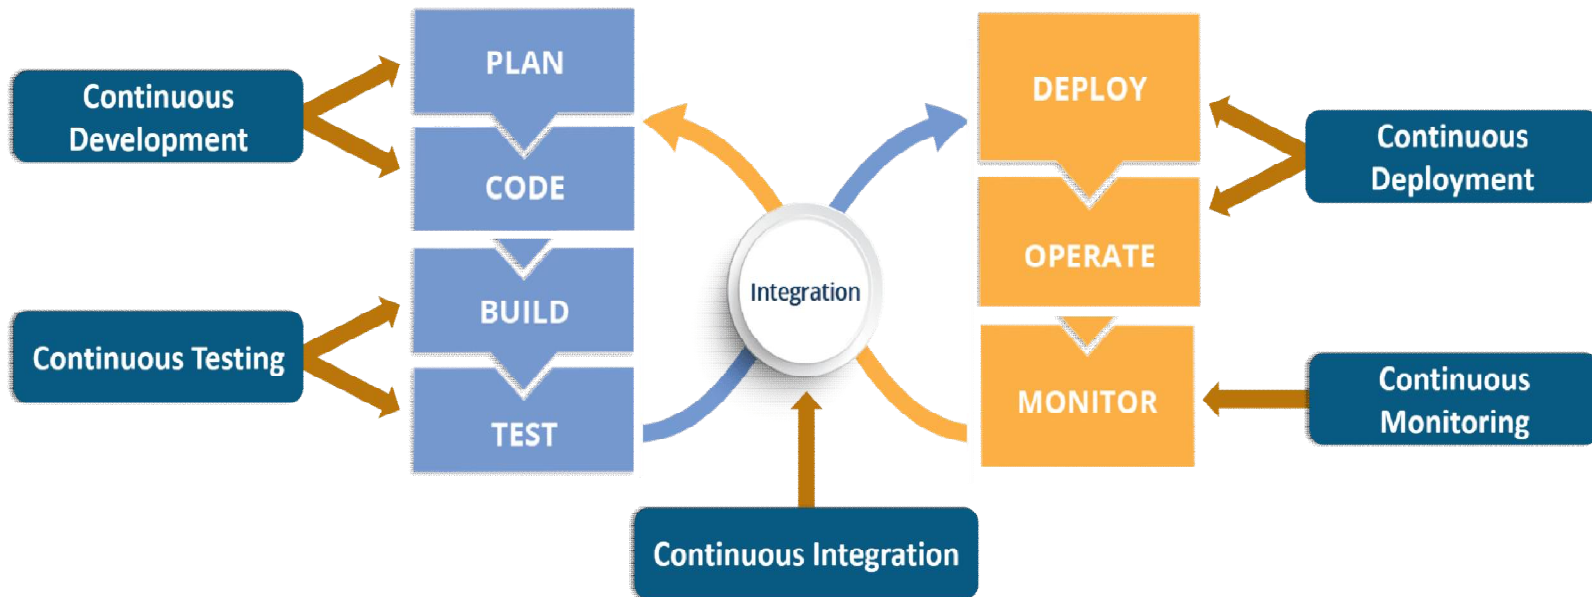 Continuous
Development
PLAN
CODE
Continuous Testing
BUILD
TEST
Integration
Continuous Integration
DEPLOY
OPERATE
MONITOR
Continuous
Deployment
Continuous
Monitoring